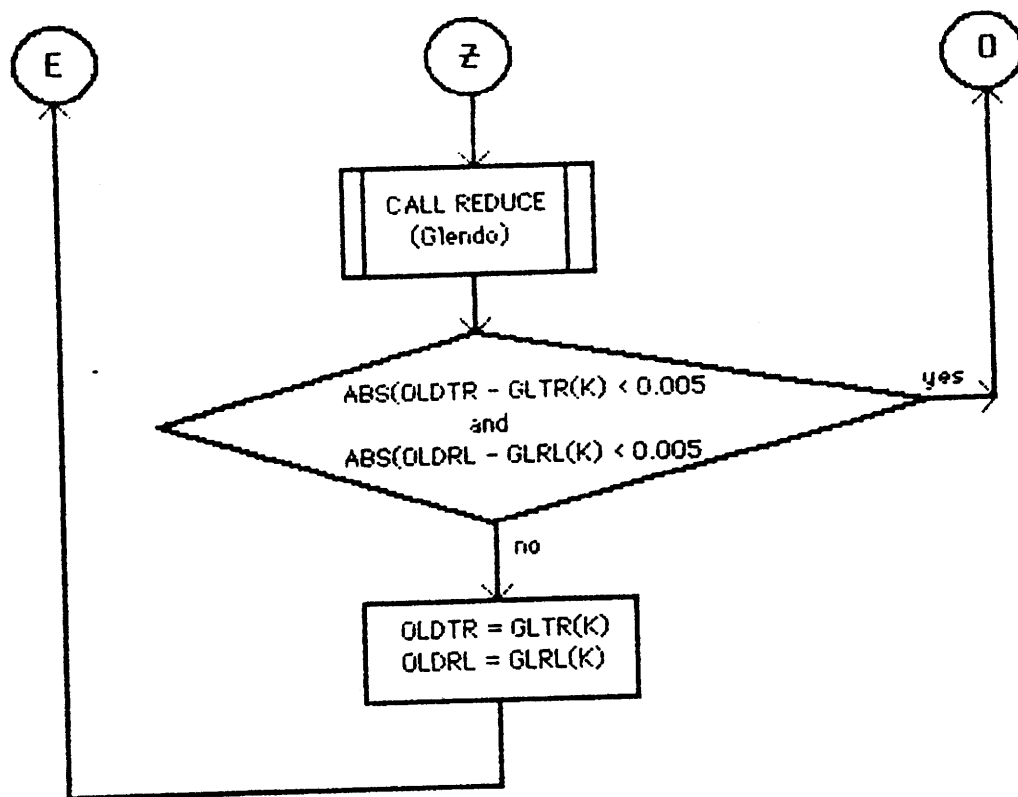 E
Z
O
CALL REDUCE
(Glendo)
ABS(OLDTR - GLTR(K) < 0.005
and
ABS(OLDRL - GLRL(K) < 0.005
yes
no
OLDTR = GLTR(K)
OLDRL = GLRL(K)